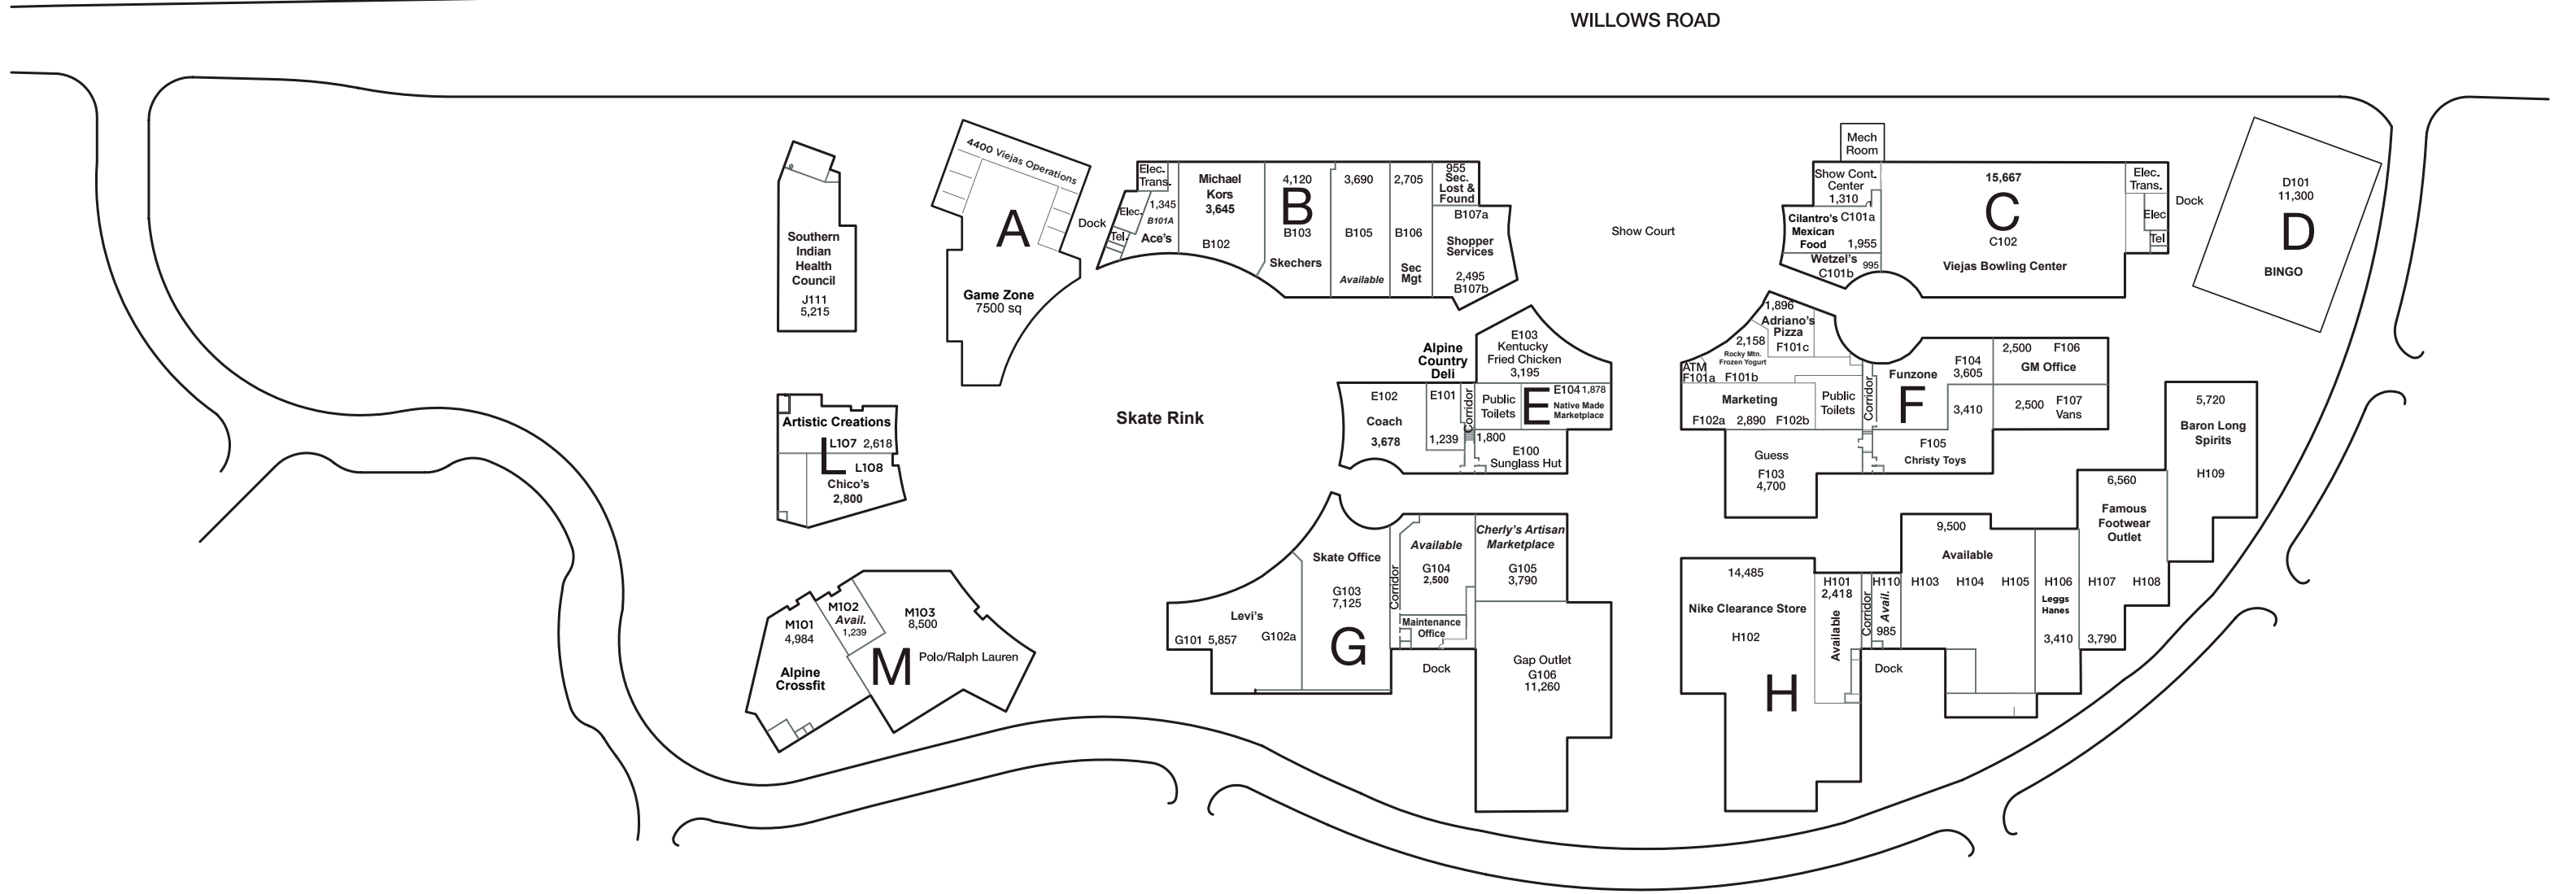 WILLOWS ROAD
Southern
Indian
Health
Council
J111
5,215
4400 Viejas Operations
A
Game Zone
7500 sq
Dock
Elec.
Trans.
Elec.
Tel.
1,345
B101A
Ace's
Michael
Kors
3,645
B102
4,120
B
B103
Skechers
3,690
B105
Available
2,705
B106
Sec
Mgt
955
Sec.
Lost &
Found
B107a
Shopper
Services
2,495
B107b
Show Court
Mech
Room
Show Cont.
Center
1,310
Cilantro's C101a
Mexican
Food 1,955
Wetzel's 995
C101b
15,667
C
C102
Viejas Bowling Center
Elec.
Trans.
Elec
Tel
Dock
D101
11,300
D
BINGO
Artistic Creations
L107 2,618
L
L108
Chico's
2,800
Skate Rink
Alpine
Country
Deli
E103
Kentucky
Fried Chicken
3,195
E102
Coach
3,678
E101
1,239
Corridor
Public
Toilets
E
E104 1,878
Native Made
Marketplace
1,800
E100
Sunglass Hut
1,896
Adriano's
Pizza
F101c
2,158
Rocky Mtn.
Frozen Yogurt
ATM
F101a F101b
Marketing
F102a 2,890 F102b
Public
Toilets
Corridor
Guess
F103
4,700
Funzone
F
F104
3,605
3,410
F105
Christy Toys
2,500 F106
GM Office
2,500 F107
Vans
5,720
Baron Long
Spirits
H109
6,560
Famous
Footwear
Outlet
H107 H108
3,790
M101
4,984
Alpine
Crossfit
M102
Avail.
1,239
M103
8,500
M
Polo/Ralph Lauren
Levi's
G101 5,857 G102a
Skate Office
G103
7,125
G
Corridor
Available
G104
2,500
Maintenance
Office
Dock
Cherly's Artisan
Marketplace
G105
3,790
Gap Outlet
G106
11,260
14,485
Nike Clearance Store
H102
H
H101
2,418
Available
Corridor
H110
Avail.
985
Dock
9,500
Available
H103 H104 H105
H106
Leggs
Hanes
3,410